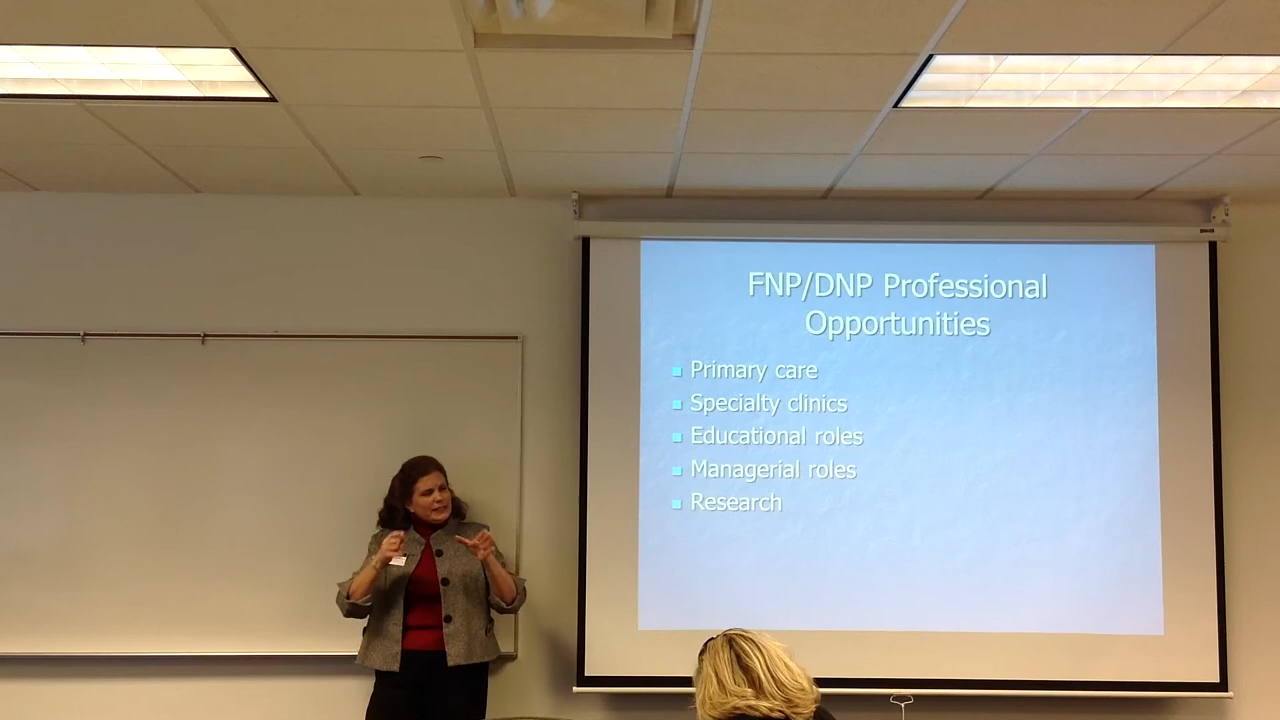 FNP/DNP Professional
Opportunities
Primary care
Specialty clinics
Educational roles
Managerial roles
Research